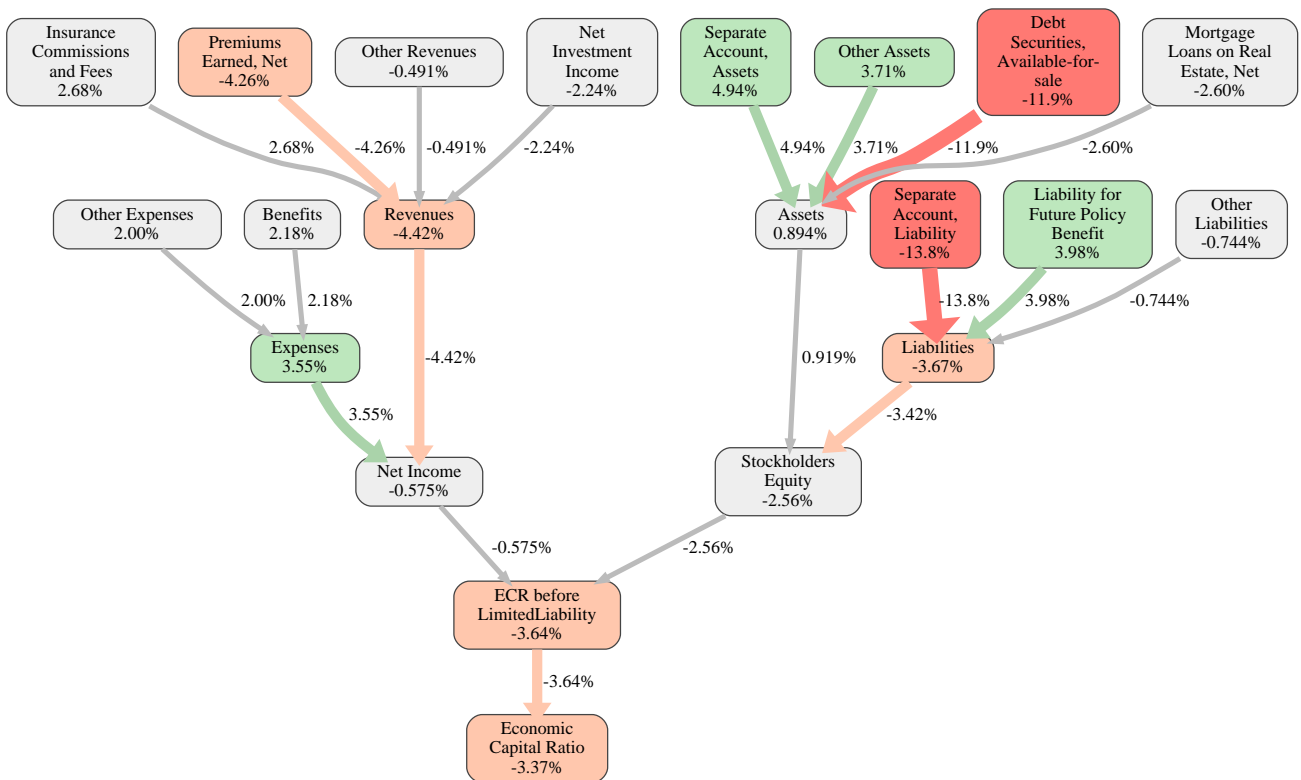 Insurance
Commissions
and Fees
2.68%
Premiums
Earned, Net
-4.26%
Other Revenues
-0.491%
Net
Investment
Income
-2.24%
Separate
Account,
Assets
4.94%
Other Assets
3.71%
Debt
Securities,
Available-for-
sale
-11.9%
Mortgage
Loans on Real
Estate, Net
-2.60%
2.68%
-4.26%
-0.491%
-2.24%
4.94%
3.71%
-11.9%
-2.60%
Other Expenses
2.00%
Benefits
2.18%
Revenues
-4.42%
Assets
0.894%
Separate
Account,
Liability
-13.8%
Liability for
Future Policy
Benefit
3.98%
Other
Liabilities
-0.744%
2.00%
2.18%
-4.42%
0.919%
-13.8%
3.98%
-0.744%
Expenses
3.55%
Liabilities
-3.67%
3.55%
-3.42%
Net Income
-0.575%
Stockholders
Equity
-2.56%
-0.575%
-2.56%
ECR before
LimitedLiability
-3.64%
-3.64%
Economic
Capital Ratio
-3.37%